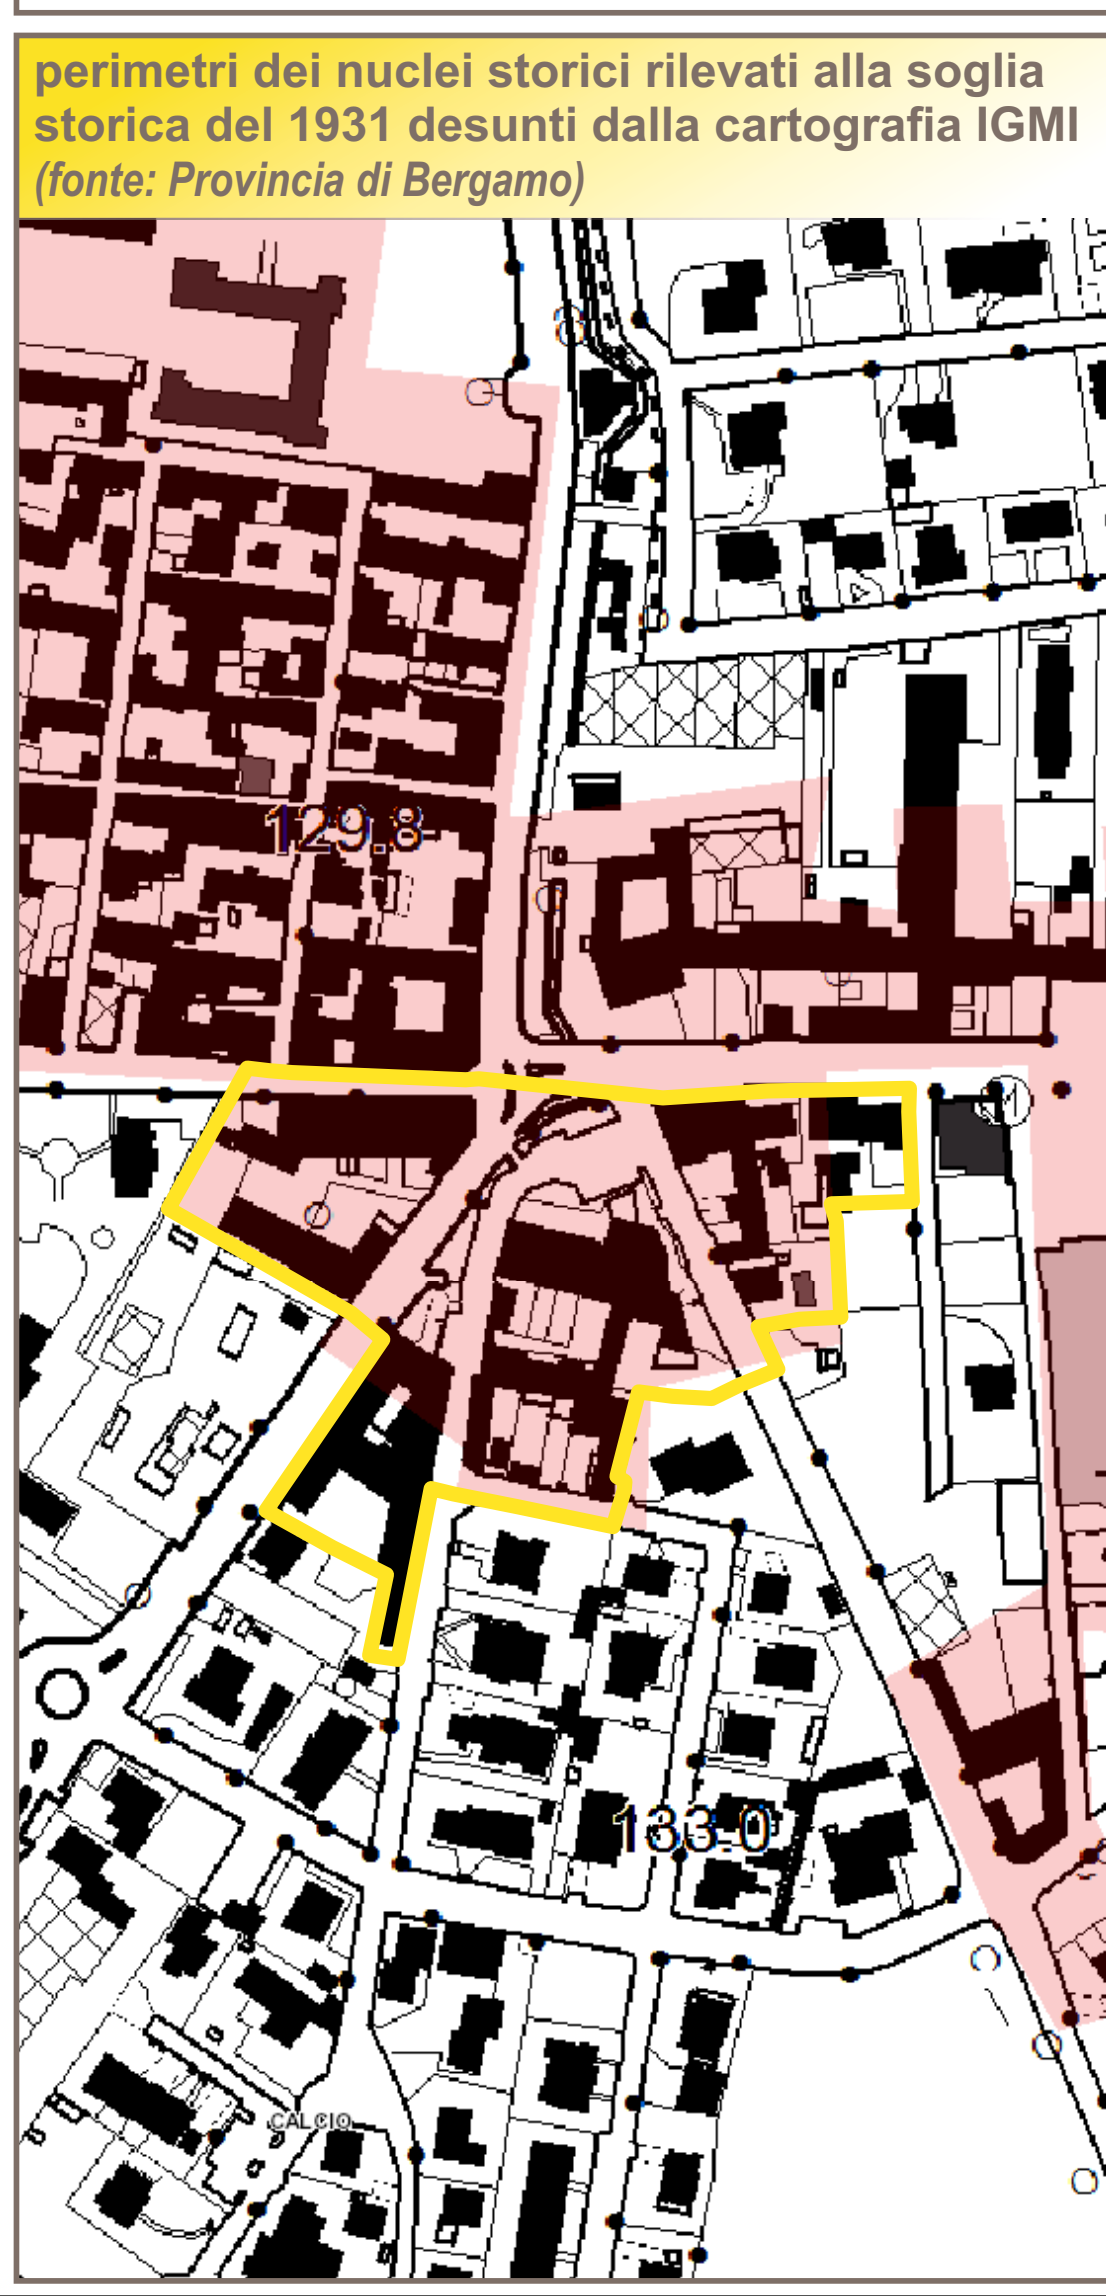 perimetri dei nuclei storici rilevati alla soglia
storica del 1931 desunti dalla cartografia IGMI
(fonte: Provincia di Bergamo)
129.8
133.0
CALCIO